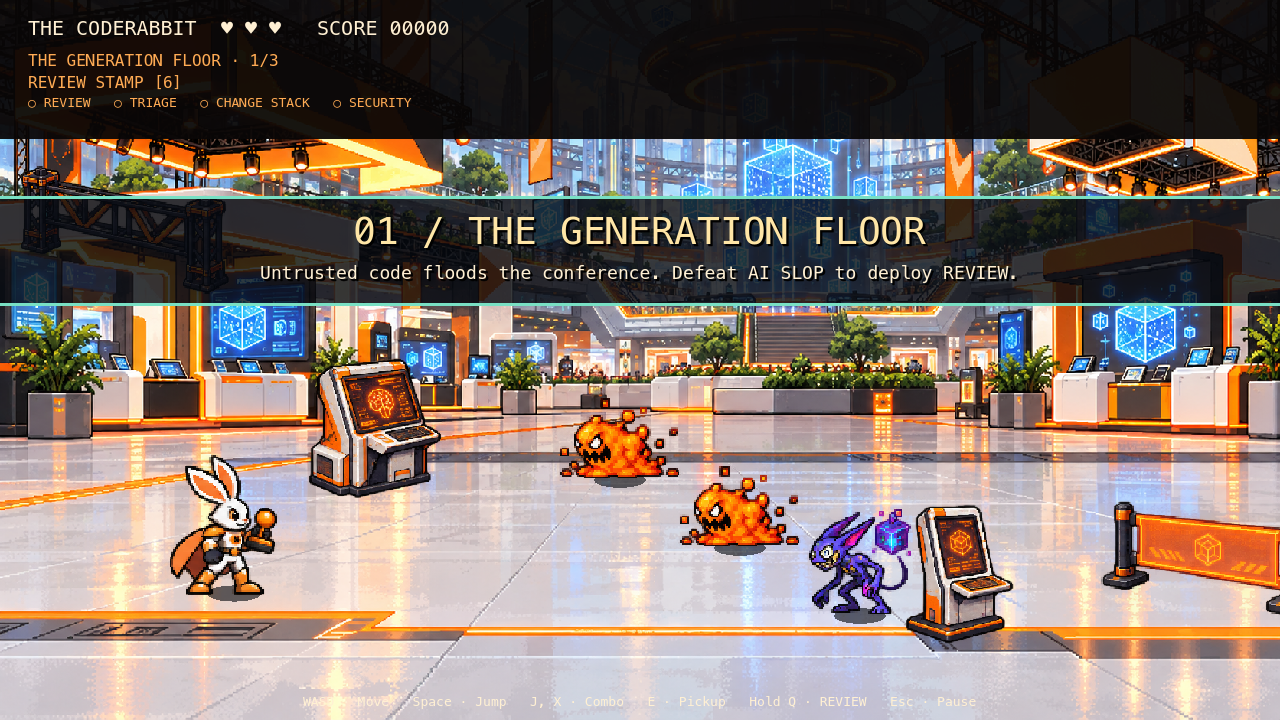 THE CODERABBIT ♥ ♥ ♥ SCORE 00000
THE GENERATION FLOOR · 1/3
REVIEW STAMP [6]
○ REVIEW ○ TRIAGE ○ CHANGE STACK ○ SECURITY
01 / THE GENERATION FLOOR
Untrusted code floods the conference. Defeat AI SLOP to deploy REVIEW.
Move Space · Jump J, X · Combo E · Pickup Hold Q · REVIEW Esc · Pause